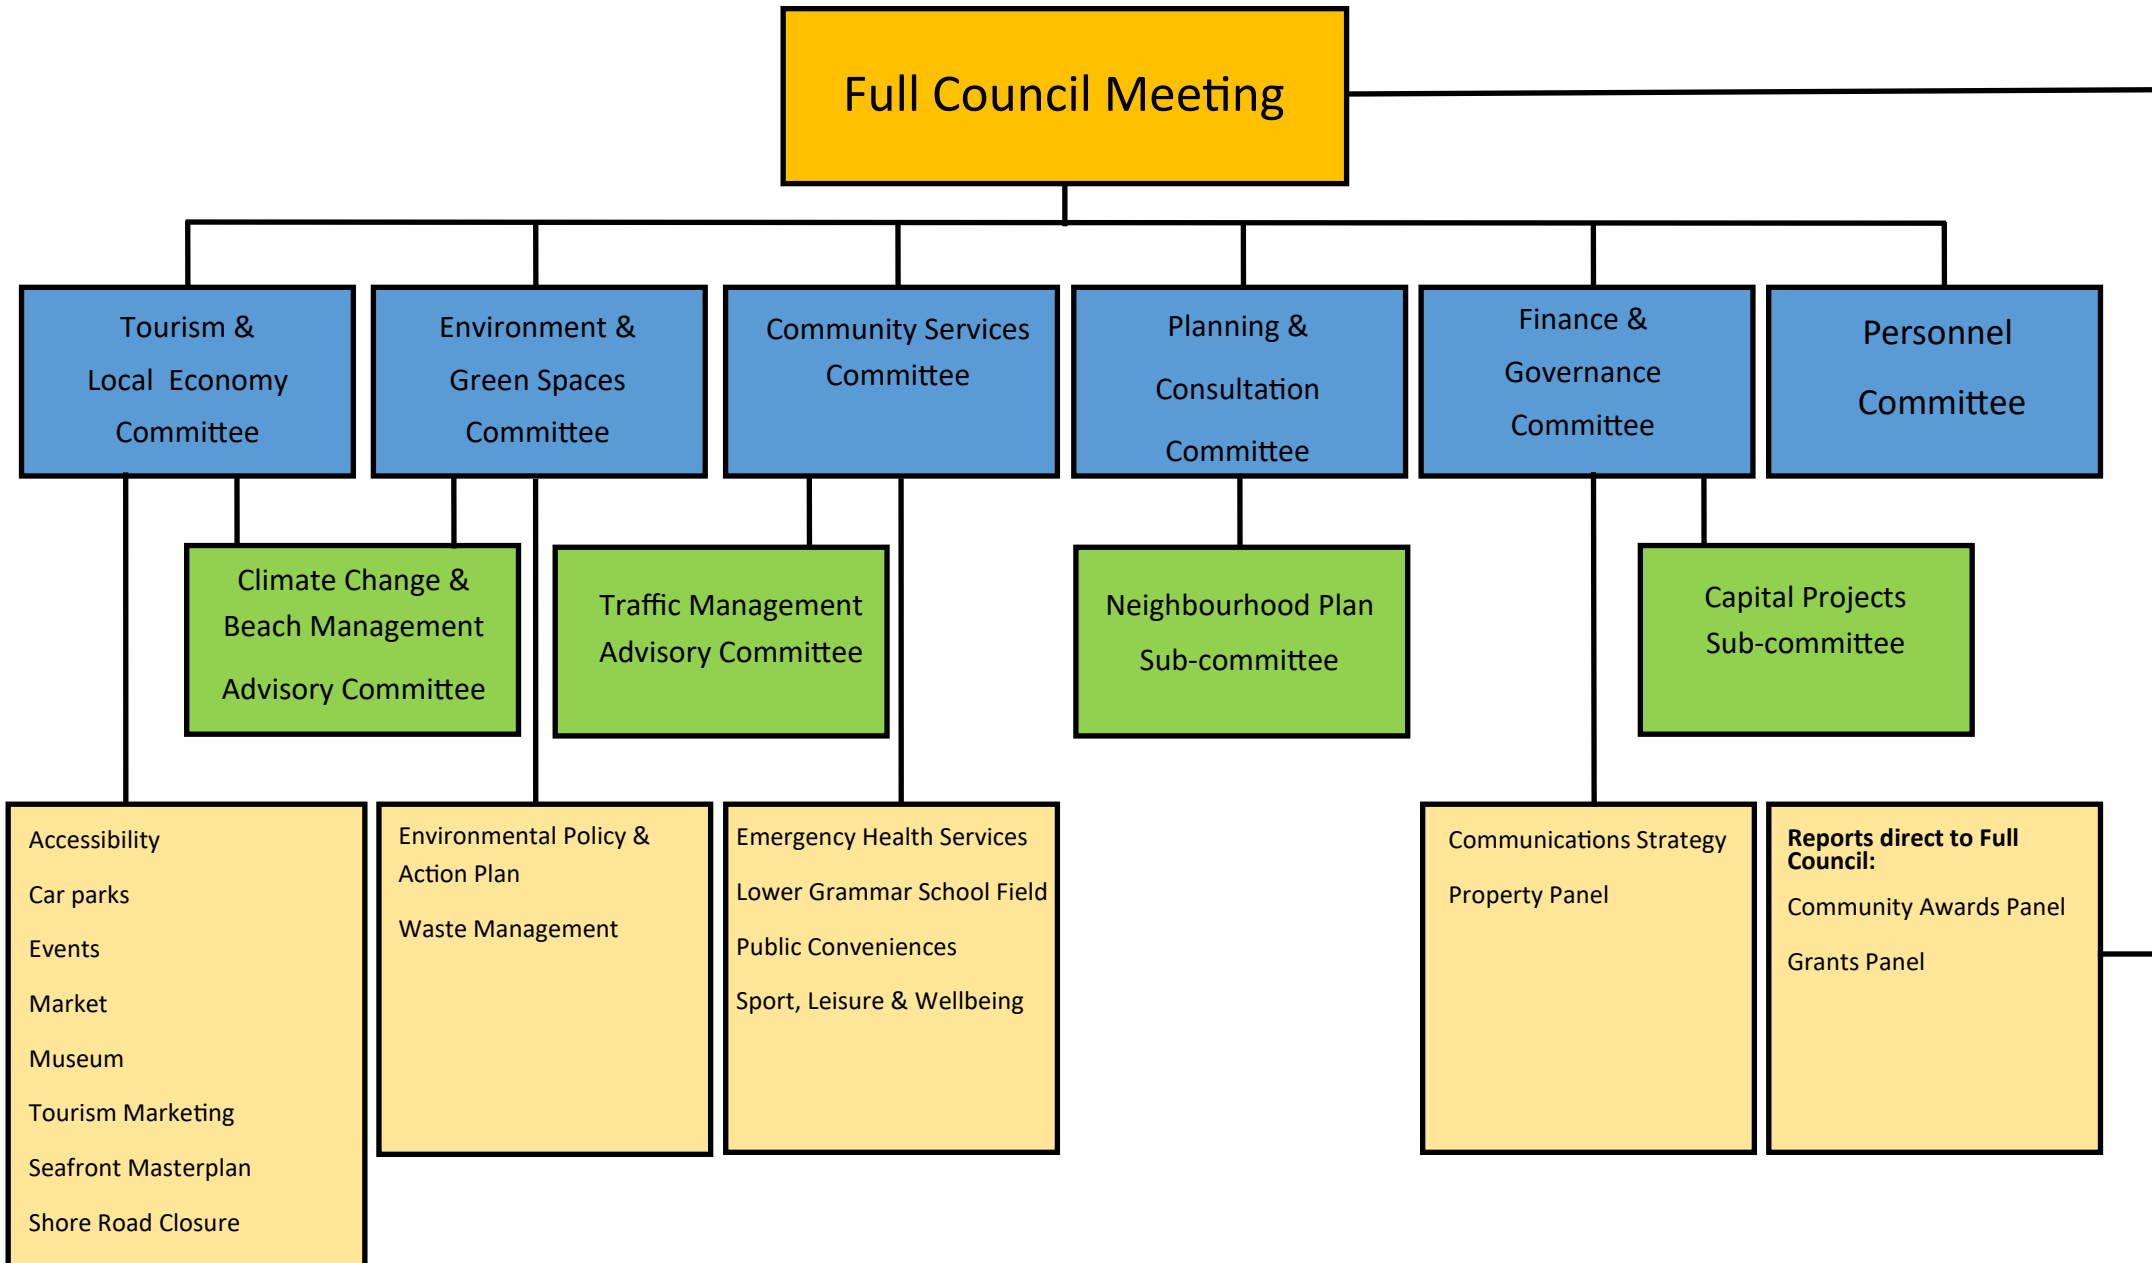 Full Council Meeting
Tourism &
Local Economy
Committee
Environment &
Green Spaces
Committee
Community Services
Committee
Planning &
Consultation
Committee
Finance &
Governance
Committee
Personnel
Committee
Climate Change &
Beach Management
Advisory Committee
Traffic Management
Advisory Committee
Neighbourhood Plan
Sub-committee
Capital Projects
Sub-committee
Accessibility
Car parks
Events
Market
Museum
Tourism Marketing
Seafront Masterplan
Shore Road Closure
Environmental Policy &
Action Plan
Waste Management
Emergency Health Services
Lower Grammar School Field
Public Conveniences
Sport, Leisure & Wellbeing
Communications Strategy
Property Panel
Reports direct to Full
Council:
Community Awards Panel
Grants Panel